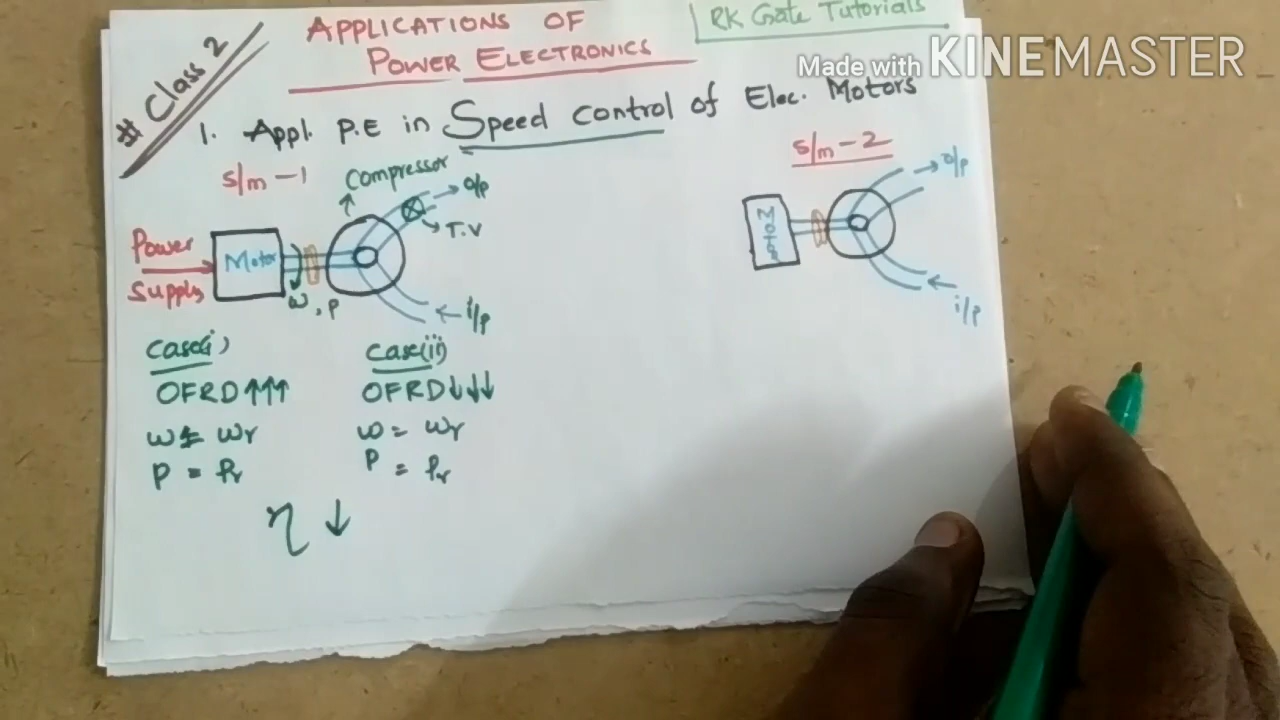 # Class 2
APPLICATIONS OF
POWER ELECTRONICS
RK Gate Tutorials
Made with KINEMASTER
1. Appl. P.E in Speed control of Elec. Motors
s/m-1
Compressor
o/p
T.V
Power
Supply
Motor
ω, P
i/p
Case(i)
OFRD↑↑↑
ω = ωr
P = Pr
Case(ii)
OFRD↓↓↓
ω = ωr
P = Pr
η ↓
s/m-2
o/p
Motor
i/p